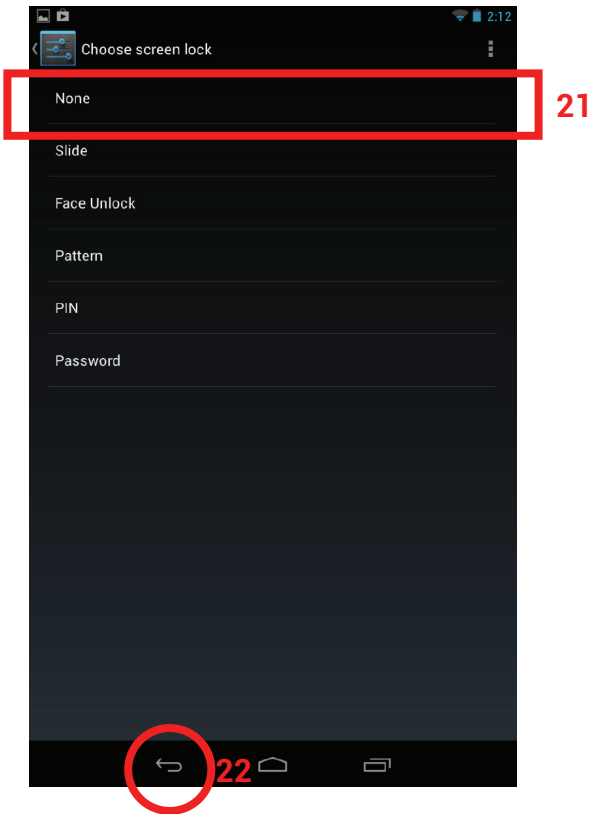 2:12
Choose screen lock
None
21
Slide
Face Unlock
Pattern
PIN
Password
22